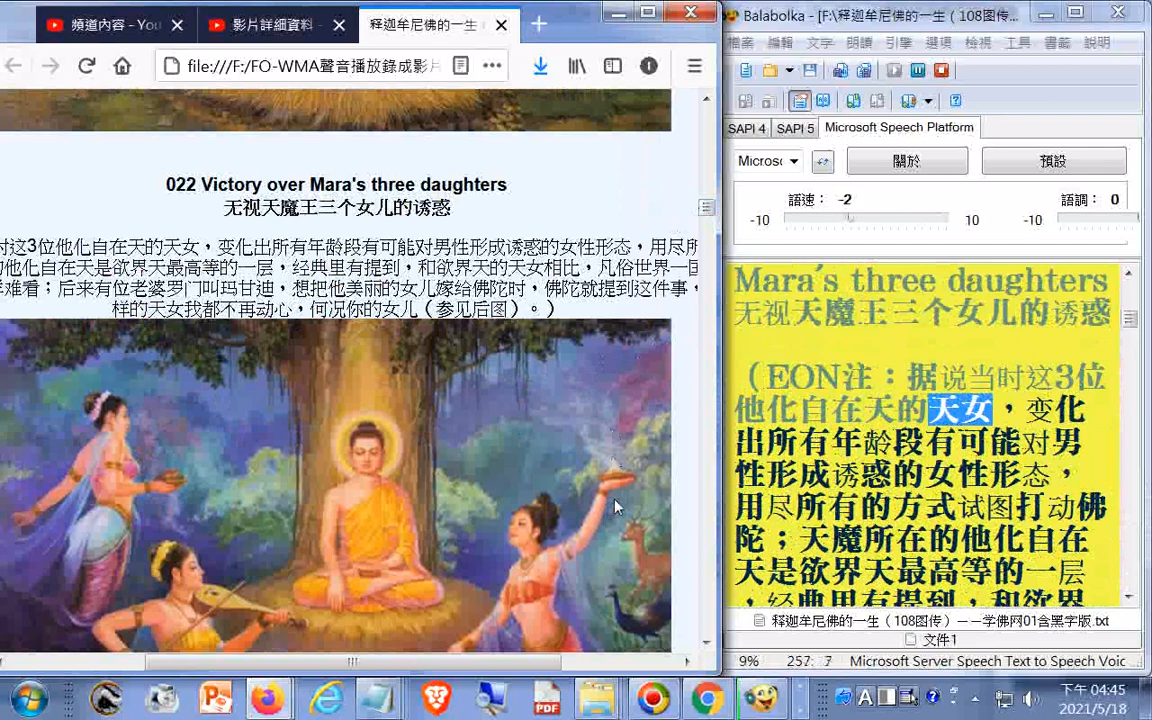 頻道內容 - You
影片詳細資料 -
释迦牟尼佛的一生
Balabolka - [F:\释迦牟尼佛的一生（108图传...
file:///F:/FO-WMA聲音播放錄成影片
檔案 編輯 文字 朗讀 引擎 選項 檢視 工具 書籤 說明
SAPI 4 SAPI 5 Microsoft Speech Platform
Microsc 關於 預設
語速： -2 語調： 0
-10 10 -10
022 Victory over Mara's three daughters
无视天魔王三个女儿的诱惑
时这3位他化自在天的天女，变化出所有年龄段有可能对男性形成诱惑的女性形态，用尽所
的他化自在天是欲界天最高等的一层，经典里有提到，和欲界天的天女相比，凡俗世界一国
难看；后来有位老婆罗门叫玛甘迪，想把他美丽的女儿嫁给佛陀时，佛陀就提到这件事，
样的天女我都不再动心，何况你的女儿（参见后图）。）
Mara's three daughters
无视天魔王三个女儿的诱惑
（EON注：据说当时这3位
他化自在天的天女，变化
出所有年龄段有可能对男
性形成诱惑的女性形态，
用尽所有的方式试图打动佛
陀；天魔所在的他化自在
天是欲界天最高等的一层
，经典里有提到，和欲界
释迦牟尼佛的一生（108图传）——学佛网01含黑字版.txt
文件1
9% 257: 7 Microsoft Server Speech Text to Speech Voic
下午 04:45
2021/5/18